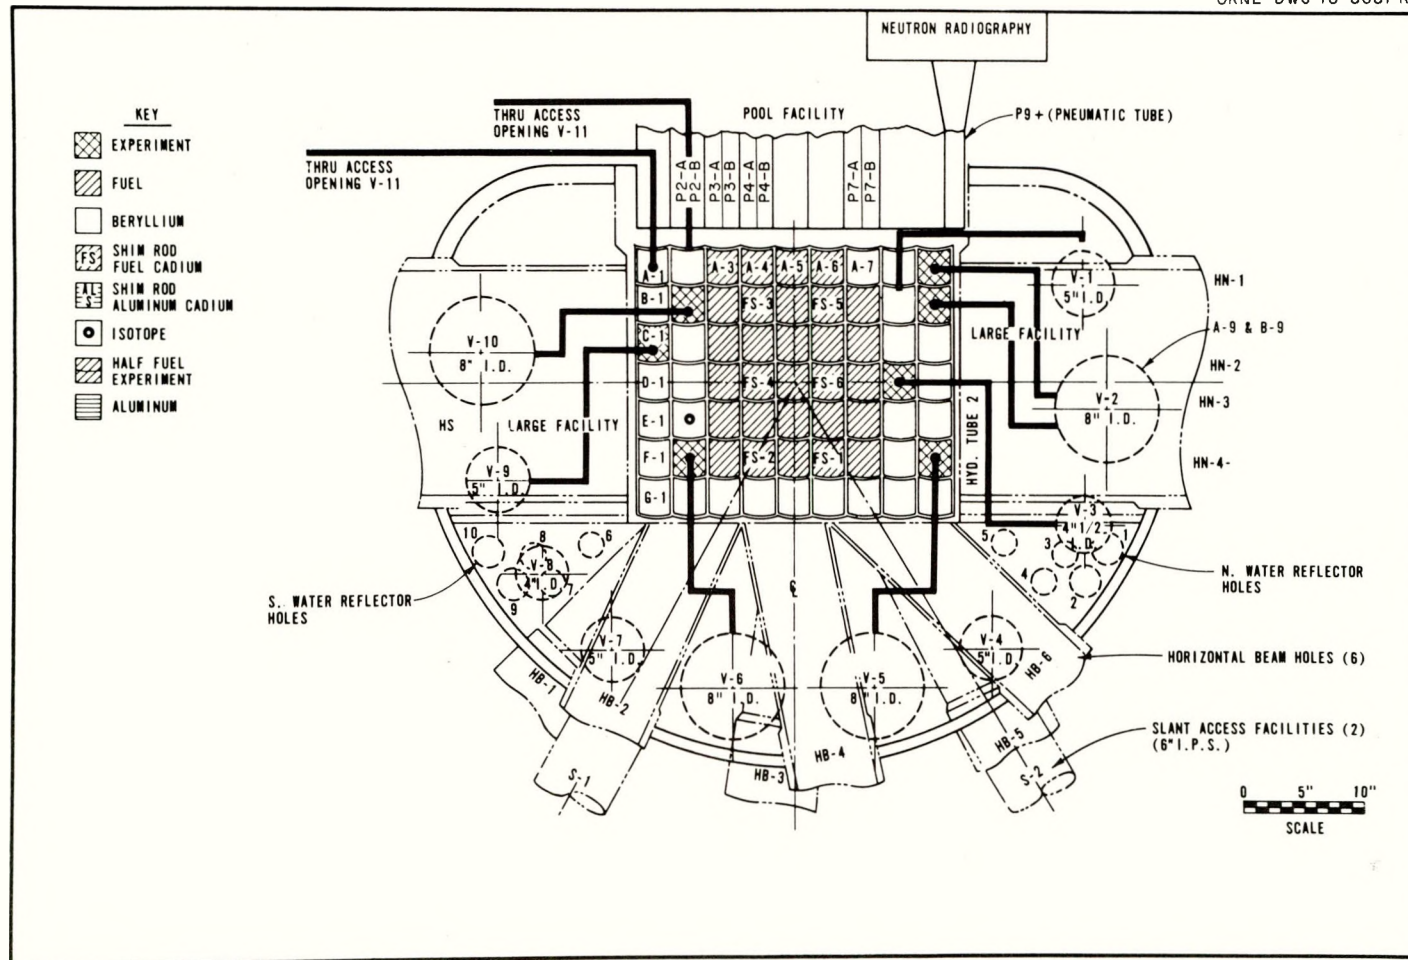 NEUTRON RADIOGRAPHY
KEY
EXPERIMENT
FUEL
BERYLLIUM
FS
SHIM ROD
FUEL CADIUM
AL
S
SHIM ROD
ALUMINUM CADIUM
ISOTOPE
HALF FUEL
EXPERIMENT
ALUMINUM
THRU ACCESS
OPENING V-11
THRU ACCESS
OPENING V-11
POOL FACILITY
P9+(PNEUMATIC TUBE)
P2-A
P2-B
P3-A
P3-B
P4-A
P4-B
P7-A
P7-B
A-1
A-3
A-4
A-5
A-6
A-7
B-1
FS-3
FS-5
C-1
D-1
FS-4
FS-6
E-1
F-1
FS-2
FS-1
G-1
V-10
8" I.D.
HS
LARGE FACILITY
V-9
5" I.D.
V-1
5" I.D
HN-1
LARGE FACILITY
A-9 & B-9
HN-2
HN-3
V-2
8" I.D.
HN-4-
HYD. TUBE 2
V-3
4"1/2
I.D.
5
3
1
4
2
N. WATER REFLECTOR
HOLES
10
8
6
V-8
4" I.D
7
9
S. WATER REFLECTOR
HOLES
V-7
5" I.D.
V-6
8" I.D.
V-5
8" I.D.
V-4
5" I.D
HB-1
HB-2
HB-3
HB-4
HB-5
HB-6
S-1
S-2
HORIZONTAL BEAM HOLES (6)
SLANT ACCESS FACILITIES (2)
(6" I.P.S.)
0 5" 10"
SCALE